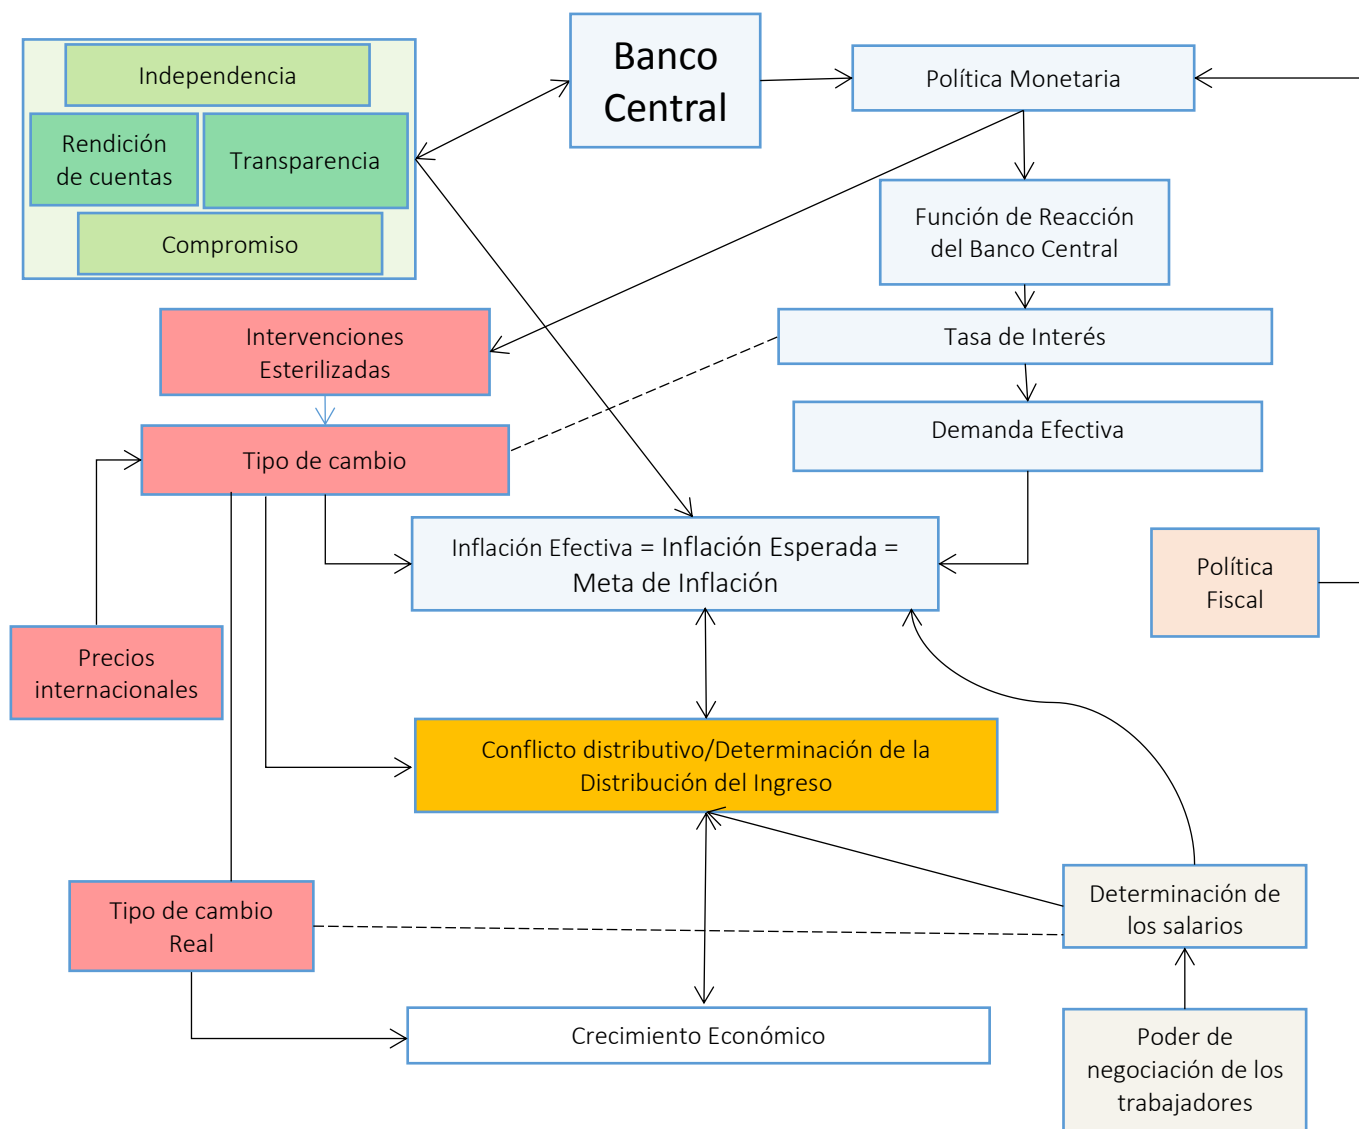 Banco
Central
Independencia
Política Monetaria
Rendición
de cuentas
Transparencia
Compromiso
Función de Reacción
del Banco Central
Intervenciones
Esterilizadas
Tasa de Interés
Tipo de cambio
Demanda Efectiva
Inflación Efectiva = Inflación Esperada =
Meta de Inflación
Política
Fiscal
Precios
internacionales
Conflicto distributivo/Determinación de la
Distribución del Ingreso
Tipo de cambio
Real
Determinación de
los salarios
Crecimiento Económico
Poder de
negociación de los
trabajadores